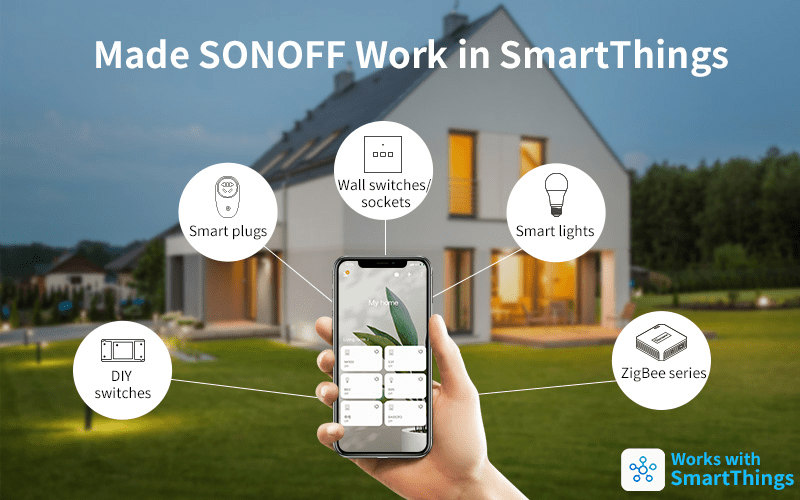 Made SONOFF Work in SmartThings
Wall switches/
sockets
Smart plugs
Smart lights
My home
DIY
switches
ZigBee series
Works with
SmartThings